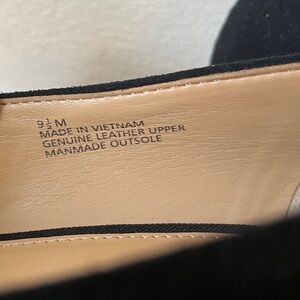 9½ M
MADE IN VIETNAM
GENUINE LEATHER UPPER
MANMADE OUTSOLE